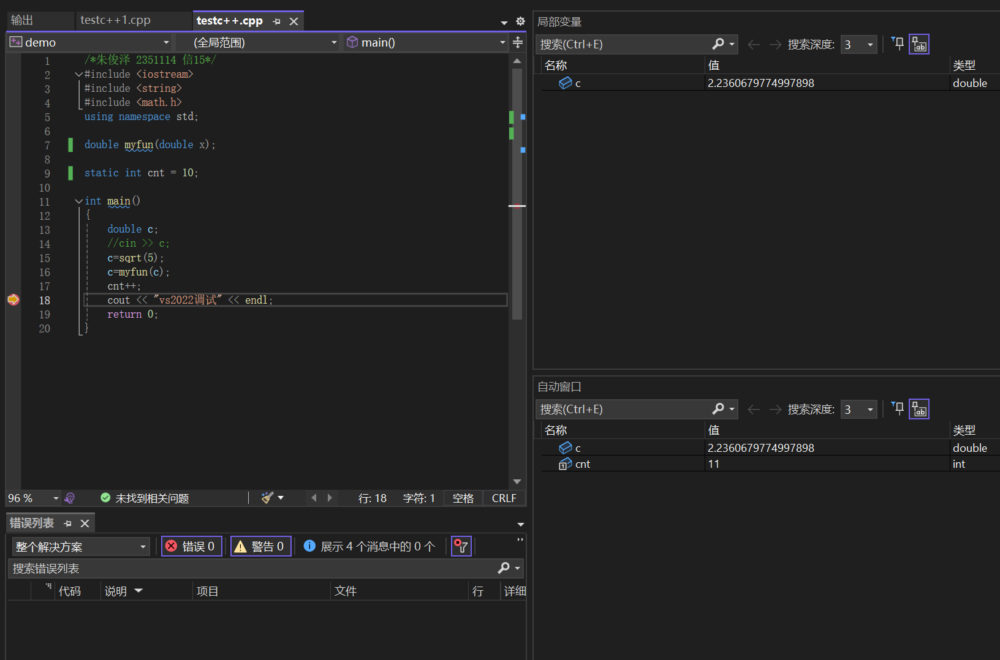 输出
testc++1.cpp
testc++.cpp
demo
(全局范围)
main()
1 /*朱俊泽 2351114 信15*/
2 #include <iostream>
3 #include <string>
4 #include <math.h>
5 using namespace std;
6
7 double myfun(double x);
8
9 static int cnt = 10;
10
11 int main()
12 {
13 double c;
14 //cin >> c;
15 c=sqrt(5);
16 c=myfun(c);
17 cnt++;
18 cout << "vs2022调试" << endl;
19 return 0;
20 }
96 %
未找到相关问题
行: 18
字符: 1
空格
CRLF
错误列表
整个解决方案
错误 0
警告 0
展示 4 个消息中的 0 个
搜索错误列表
代码
说明
项目
文件
行
详细
局部变量
搜索(Ctrl+E)
搜索深度: 3
名称
值
类型
c
2.2360679774997898
double
自动窗口
搜索(Ctrl+E)
搜索深度: 3
名称
值
类型
c
2.2360679774997898
double
cnt
11
int